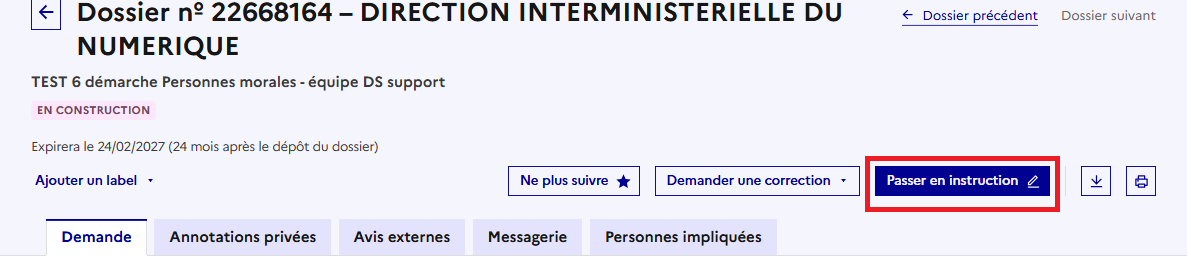 Dossier nº 22668164 – DIRECTION INTERMINISTERIELLE DU
NUMERIQUE
← Dossier précédent
Dossier suivant
TEST 6 démarche Personnes morales - équipe DS support
EN CONSTRUCTION
Expirera le 24/02/2027 (24 mois après le dépôt du dossier)
Ajouter un label
Ne plus suivre
Demander une correction
Passer en instruction
Demande
Annotations privées
Avis externes
Messagerie
Personnes impliquées